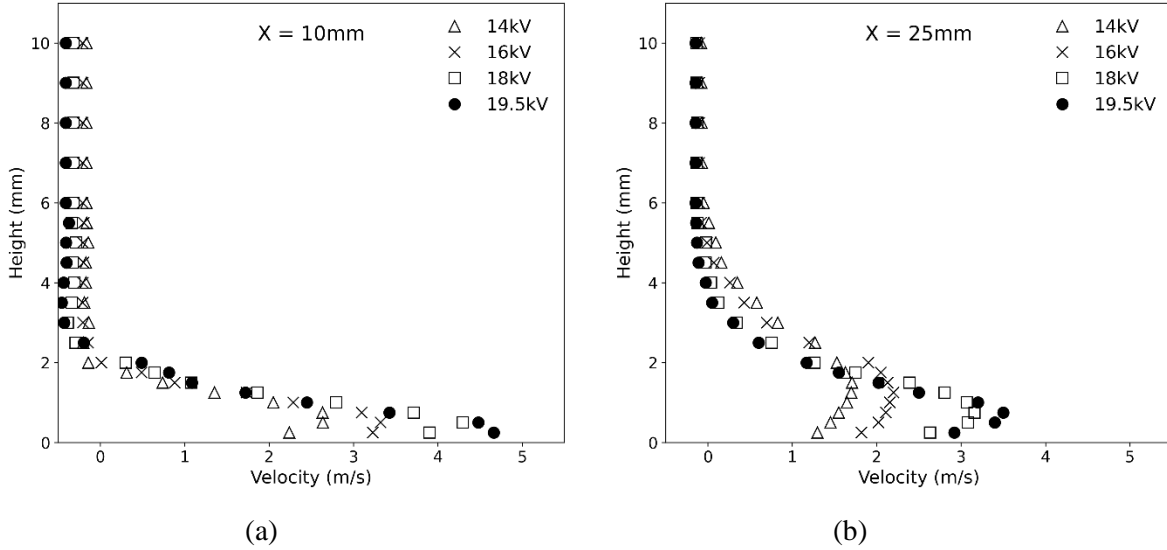 X = 10mm
14kV
16kV
18kV
19.5kV
10
8
6
4
2
0
Height (mm)
0 1 2 3 4 5
Velocity (m/s)
(a)
X = 25mm
14kV
16kV
18kV
19.5kV
10
8
6
4
2
0
Height (mm)
0 1 2 3 4 5
Velocity (m/s)
(b)